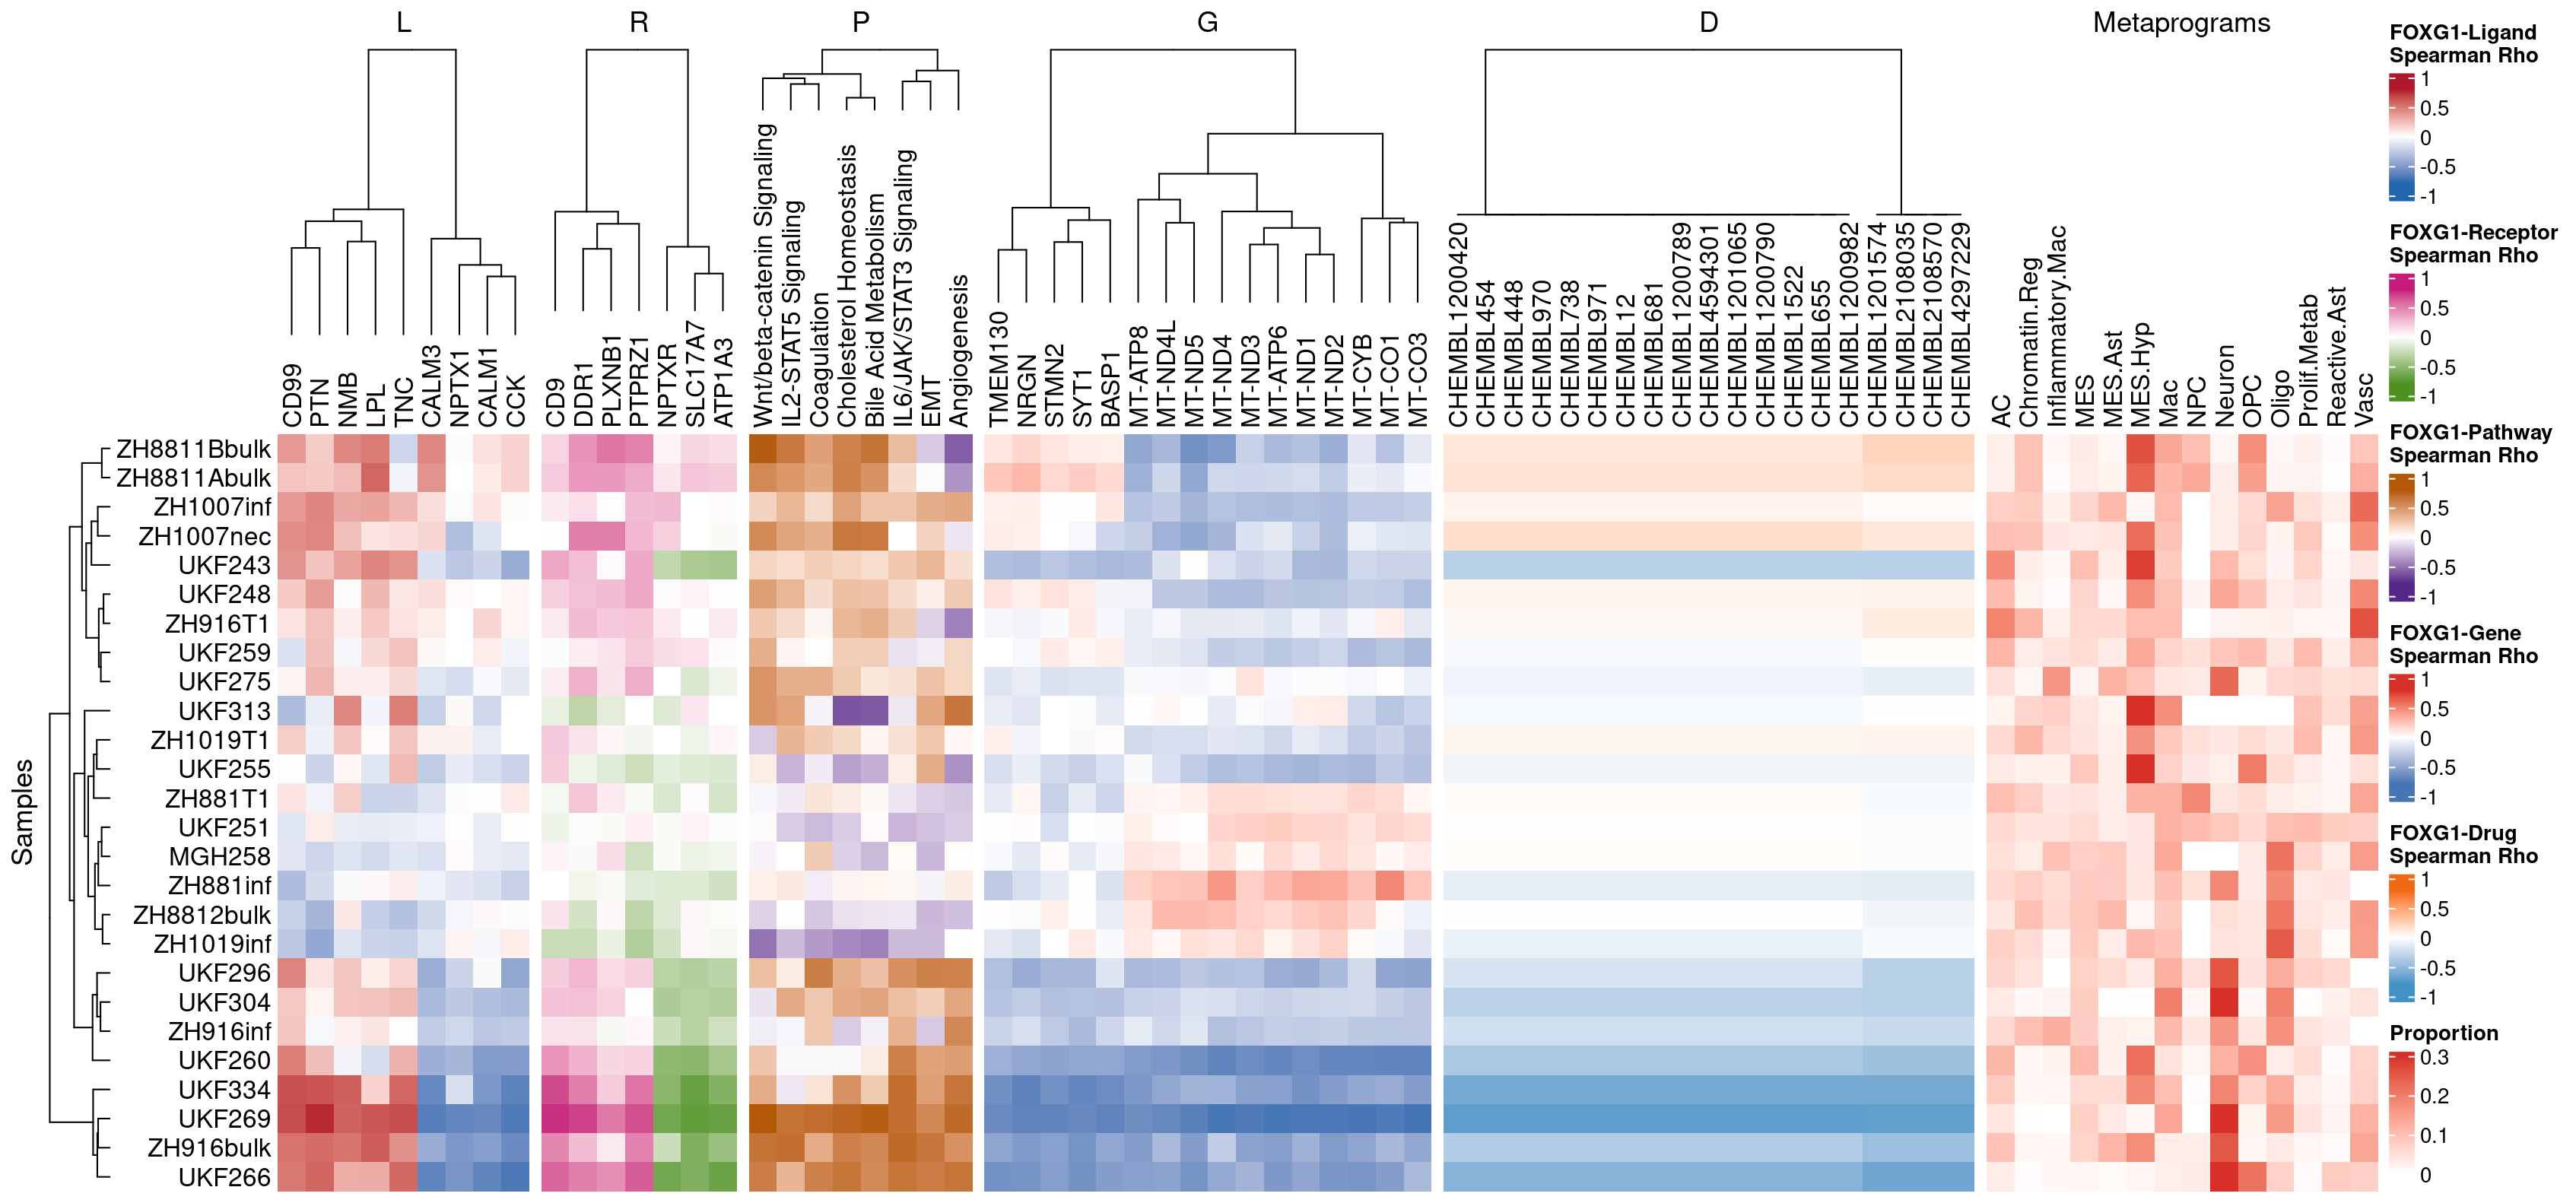 L R P G D Metaprograms
CD99
PTN
NMB
LPL
TNC
CALM3
NPTX1
CALM1
CCK
CD9
DDR1
PLXNB1
PTPRZ1
NPTXR
SLC17A7
ATP1A3
Wnt/beta-catenin Signaling
IL2-STAT5 Signaling
Coagulation
Cholesterol Homeostasis
Bile Acid Metabolism
IL6/JAK/STAT3 Signaling
EMT
Angiogenesis
TMEM130
NRGN
STMN2
SYT1
BASP1
MT-ATP8
MT-ND4L
MT-ND5
MT-ND4
MT-ND3
MT-ATP6
MT-ND1
MT-ND2
MT-CYB
MT-CO1
MT-CO3
CHEMBL1200420
CHEMBL454
CHEMBL448
CHEMBL970
CHEMBL738
CHEMBL971
CHEMBL12
CHEMBL681
CHEMBL1200789
CHEMBL4594301
CHEMBL1201065
CHEMBL1200790
CHEMBL1522
CHEMBL655
CHEMBL1200982
CHEMBL1201574
CHEMBL2108035
CHEMBL2108570
CHEMBL4297229
AC
Chromatin.Reg
Inflammatory.Mac
MES
MES.Ast
MES.Hyp
Mac
NPC
Neuron
OPC
Oligo
Prolif.Metab
Reactive.Ast
Vasc
Samples
ZH8811Bbulk
ZH8811Abulk
ZH1007inf
ZH1007nec
UKF243
UKF248
ZH916T1
UKF259
UKF275
UKF313
ZH1019T1
UKF255
ZH881T1
UKF251
MGH258
ZH881inf
ZH8812bulk
ZH1019inf
UKF296
UKF304
ZH916inf
UKF260
UKF334
UKF269
ZH916bulk
UKF266
FOXG1-Ligand
Spearman Rho
1
0.5
0
-0.5
-1
FOXG1-Receptor
Spearman Rho
1
0.5
0
-0.5
-1
FOXG1-Pathway
Spearman Rho
1
0.5
0
-0.5
-1
FOXG1-Gene
Spearman Rho
1
0.5
0
-0.5
-1
FOXG1-Drug
Spearman Rho
1
0.5
0
-0.5
-1
Proportion
0.3
0.2
0.1
0